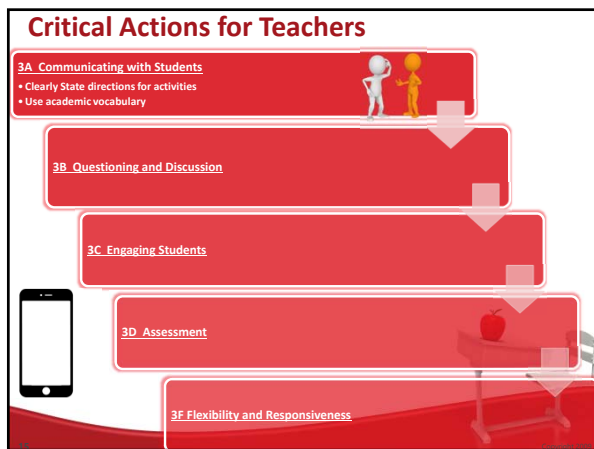 Critical Actions for Teachers
3A Communicating with Students
• Clearly State directions for activities
• Use academic vocabulary
3B Questioning and Discussion
3C Engaging Students
3D Assessment
3F Flexibility and Responsiveness